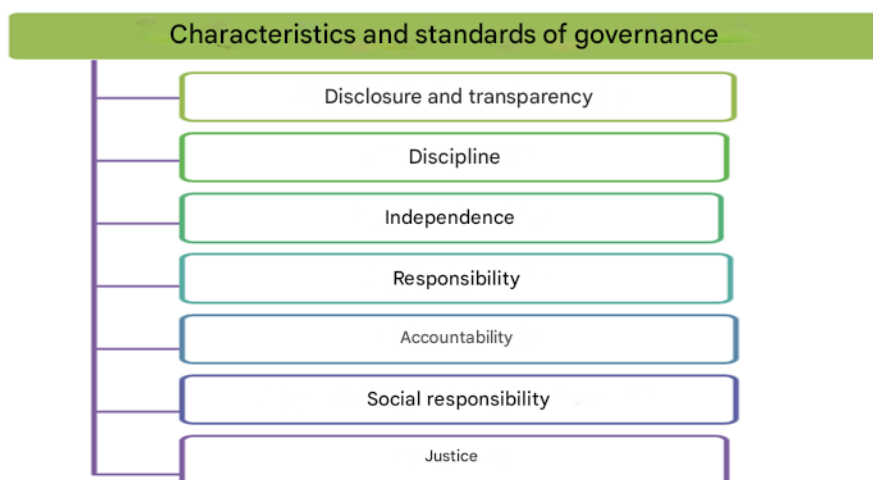 Characteristics and standards of governance
Disclosure and transparency
Discipline
Independence
Responsibility
Accountability
Social responsibility
Justice